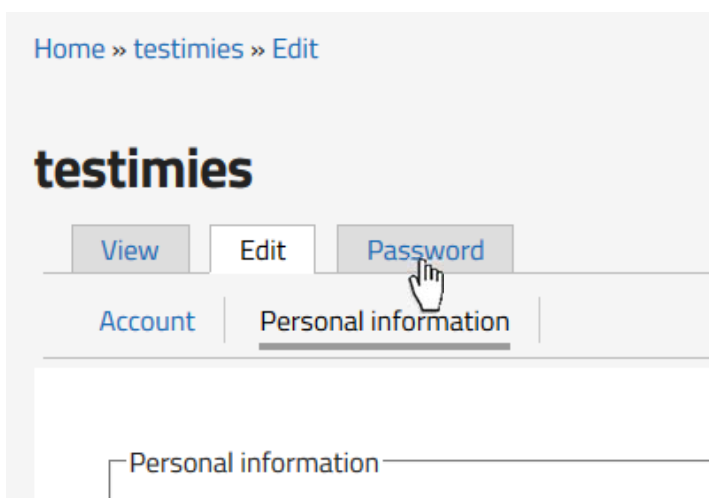 Home » testimies » Edit
testimies
View Edit Password
Account Personal information
Personal information